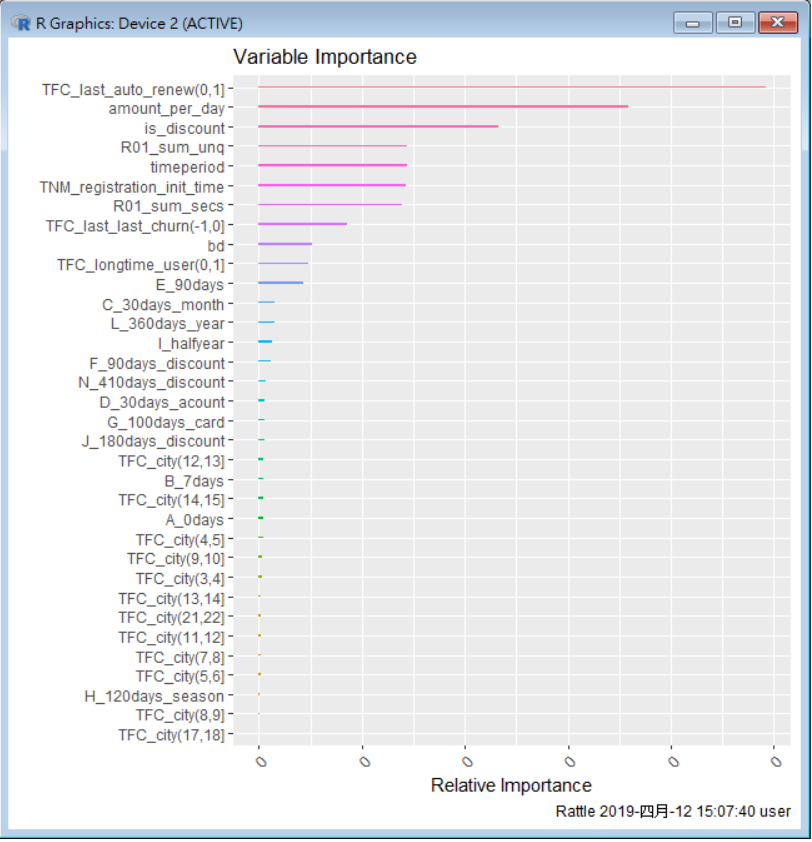 R Graphics: Device 2 (ACTIVE)
Variable Importance
TFC_last_auto_renew(0,1]
amount_per_day
is_discount
R01_sum_unq
timeperiod
TNM_registration_init_time
R01_sum_secs
TFC_last_last_churn(-1,0]
bd
TFC_longtime_user(0,1]
E_90days
C_30days_month
L_360days_year
I_halfyear
F_90days_discount
N_410days_discount
D_30days_acount
G_100days_card
J_180days_discount
TFC_city(12,13]
B_7days
TFC_city(14,15]
A_0days
TFC_city(4,5]
TFC_city(9,10]
TFC_city(3,4]
TFC_city(13,14]
TFC_city(21,22]
TFC_city(11,12]
TFC_city(7,8]
TFC_city(5,6]
H_120days_season
TFC_city(8,9]
TFC_city(17,18]
0 0 0 0 0 0
Relative Importance
Rattle 2019-四月-12 15:07:40 user